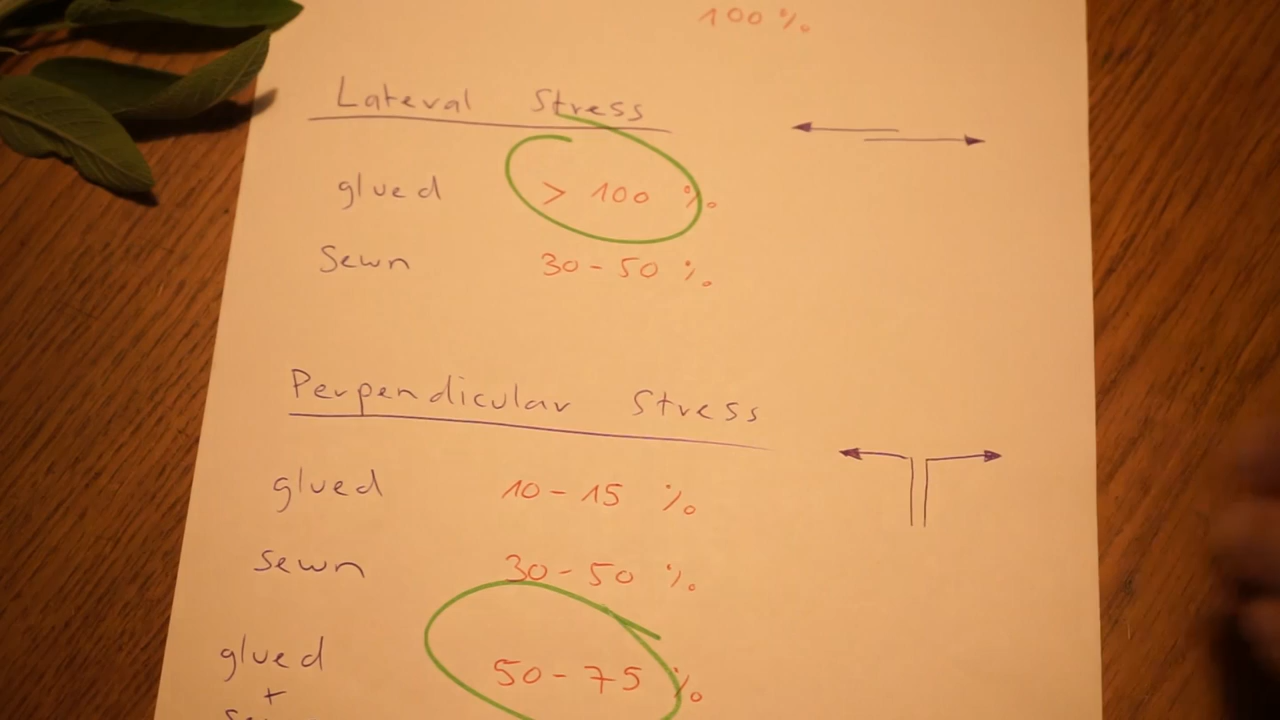 100 %
Lateral Stress
glued > 100 %
Sewn 30-50 %
Perpendicular Stress
glued 10-15 %
sewn 30-50 %
glued 50-75 %
+